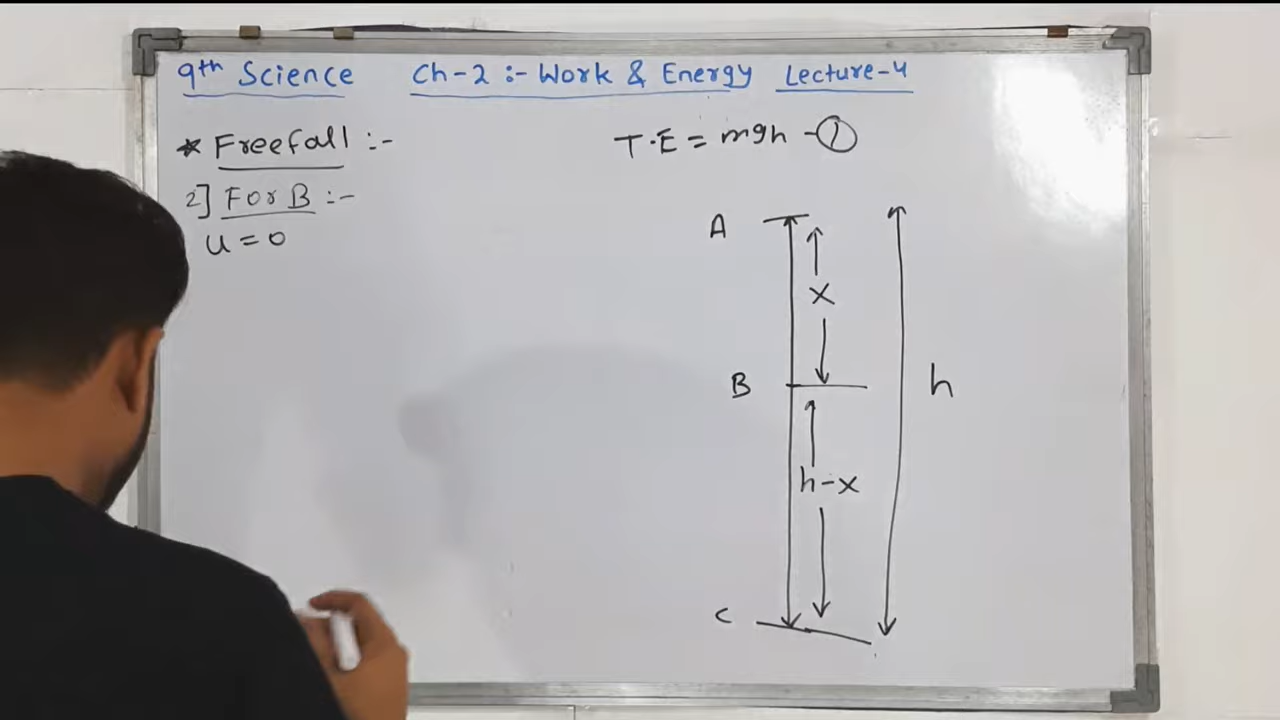 9th Science Ch-2 :- Work & Energy Lecture-4
* Freefall :-
T.E = mgh -①
2] For B :-
u = 0
A
x
B
h
h-x
C